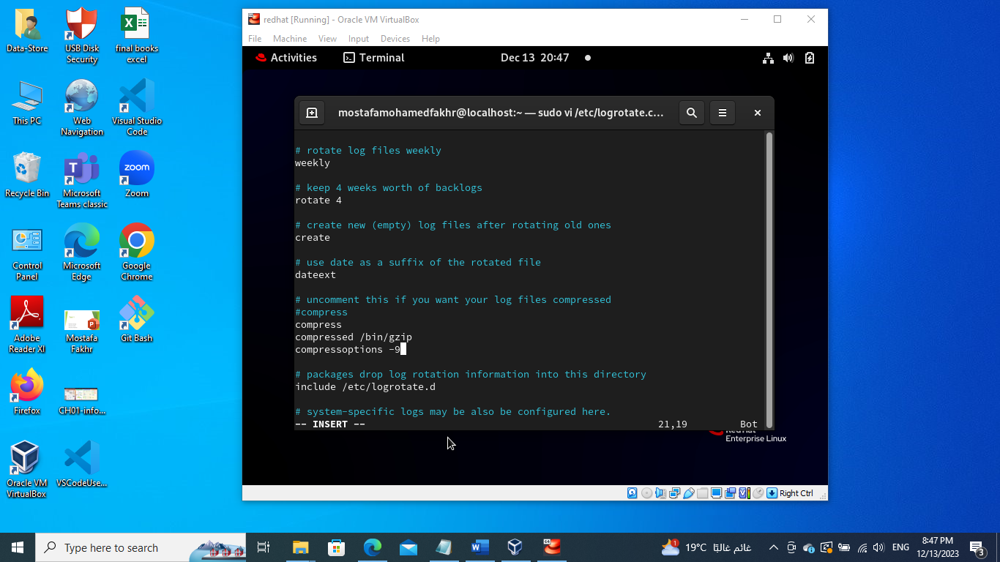 Data-Store
USB Disk
Security
final books
excel
This PC
Web
Navigation
Visual Studio
Code
Recycle Bin
Microsoft
Teams classic
zoom
Zoom
Control
Panel
Microsoft
Edge
Google
Chrome
Adobe
Reader XI
Mostafa
Fakhr
Git Bash
Firefox
CH01-info...
Oracle VM
VirtualBox
VSCodeUse...
redhat [Running] - Oracle VM VirtualBox
File Machine View Input Devices Help
Activities Terminal Dec 13 20:47
mostafamohamedfakhr@localhost:~ — sudo vi /etc/logrotate.c...
# rotate log files weekly
weekly
# keep 4 weeks worth of backlogs
rotate 4
# create new (empty) log files after rotating old ones
create
# use date as a suffix of the rotated file
dateext
# uncomment this if you want your log files compressed
#compress
compress
compressed /bin/gzip
compressoptions -9
# packages drop log rotation information into this directory
include /etc/logrotate.d
# system-specific logs may be also be configured here.
-- INSERT -- 21,19 Bot
Enterprise Linux
Right Ctrl
Type here to search
19°C غائم غالبًا
ENG
8:47 PM
12/13/2023
3